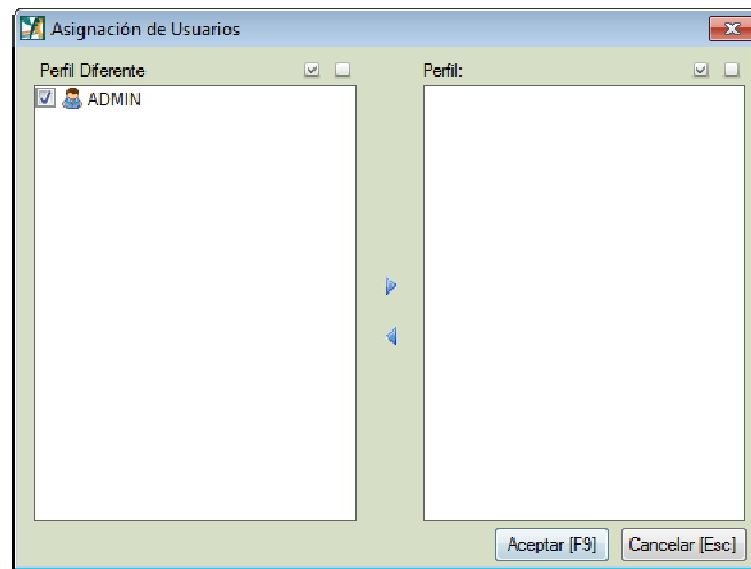 Asignación de Usuarios
Perfil Diferente
Perfil:
ADMIN
Aceptar [F9]
Cancelar [Esc]